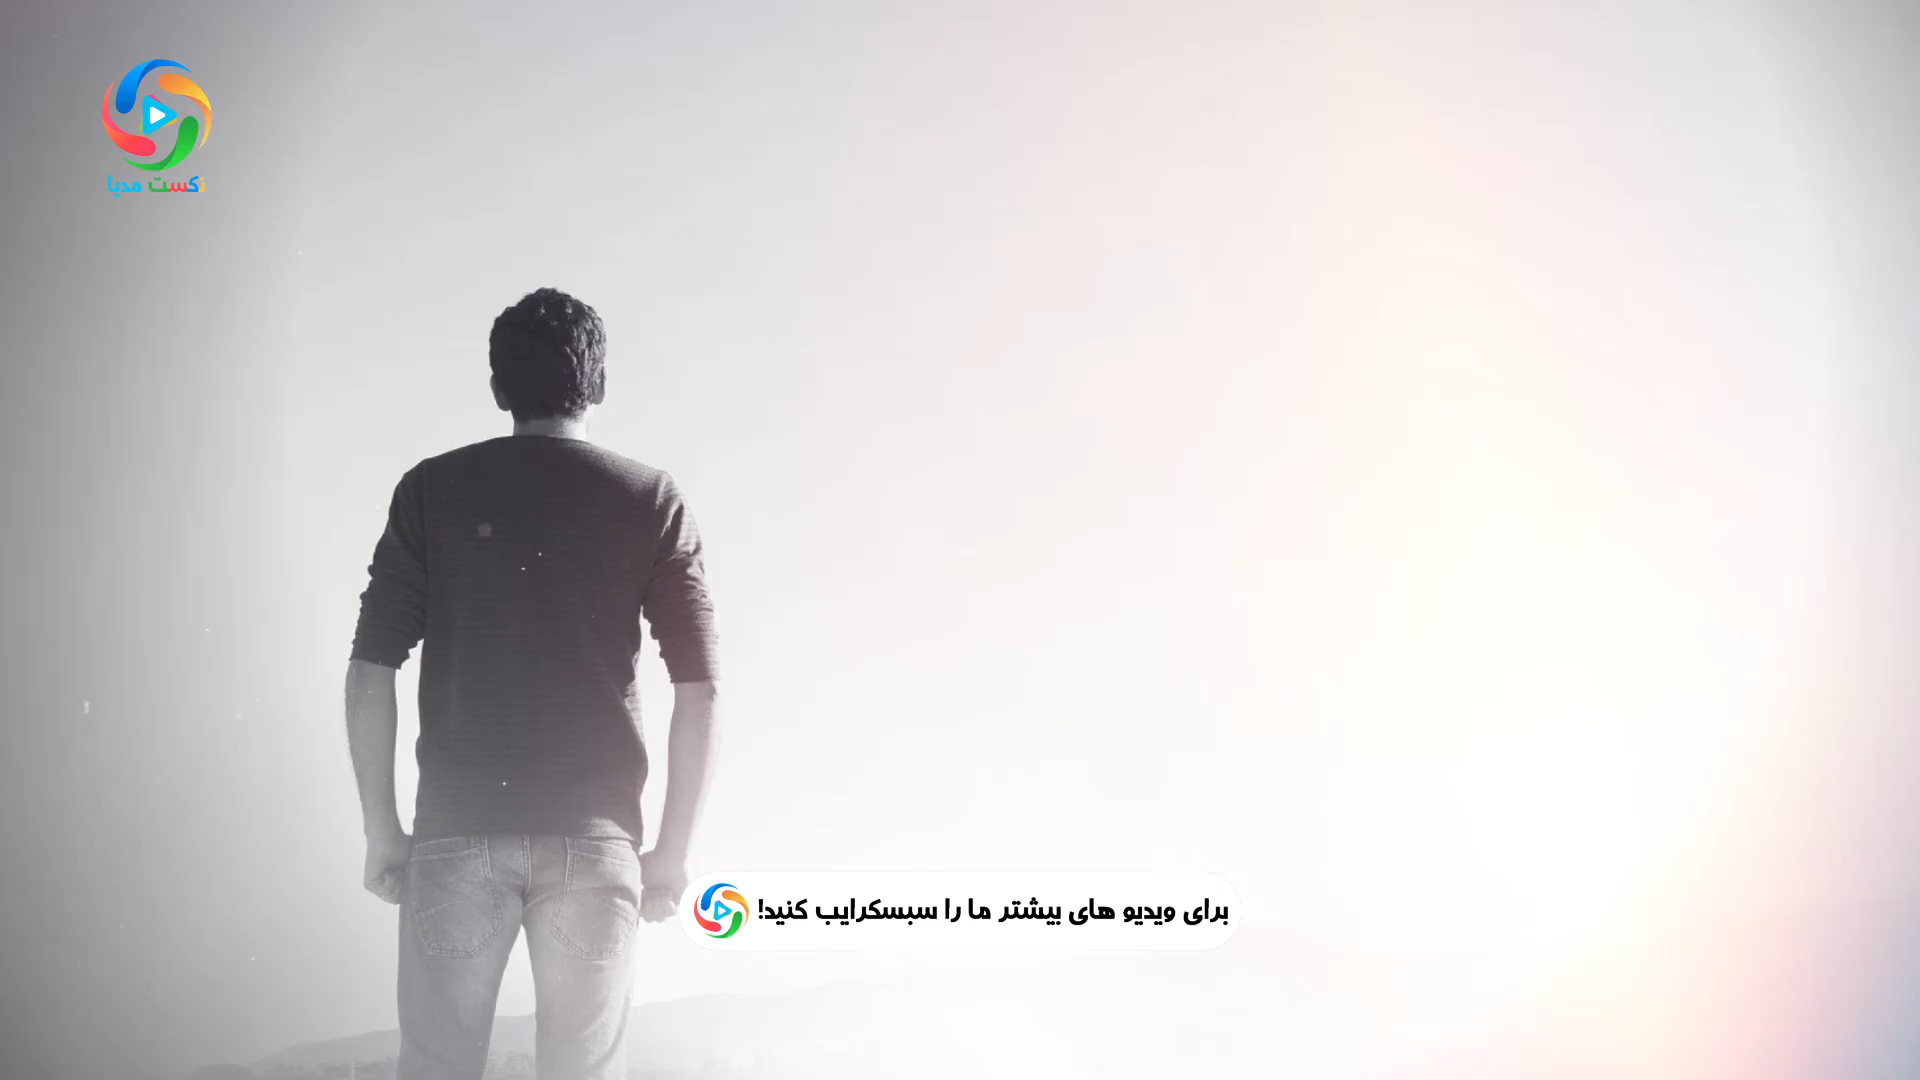 نکست مدیا
برای ویدیو های بیشتر ما را سبسکرایب کنید!